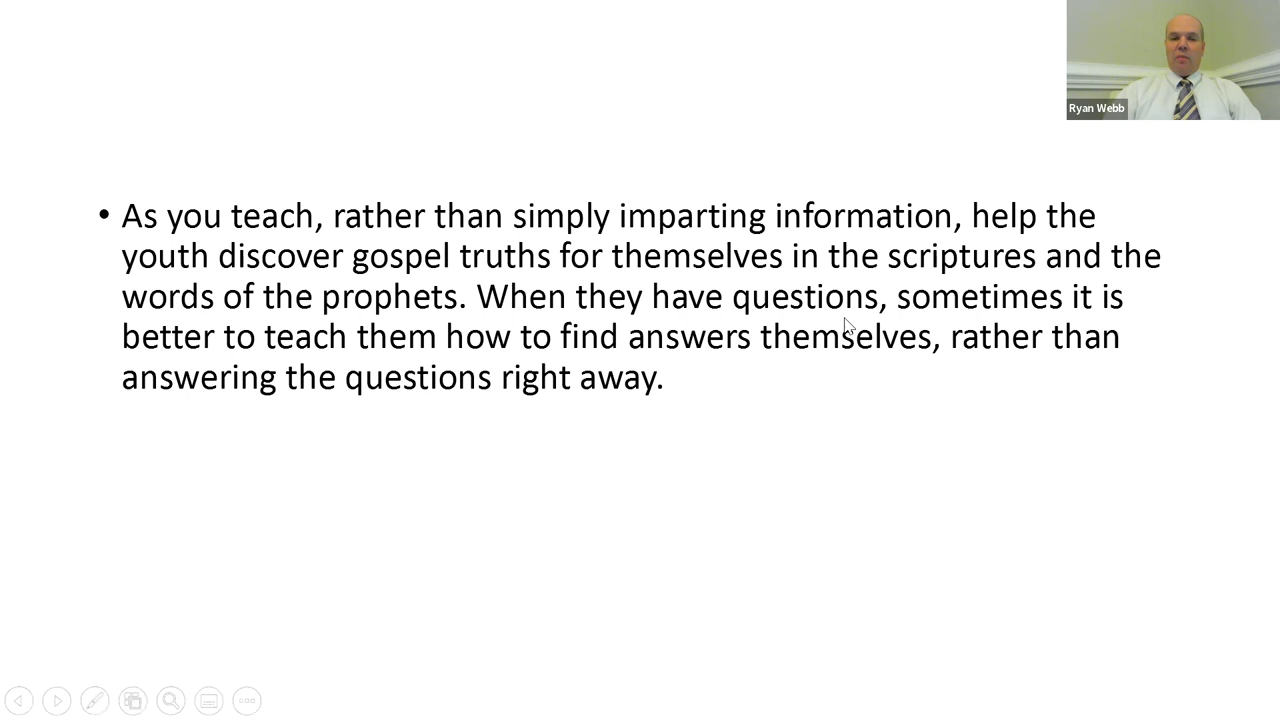 Ryan Webb
• As you teach, rather than simply imparting information, help the
youth discover gospel truths for themselves in the scriptures and the
words of the prophets. When they have questions, sometimes it is
better to teach them how to find answers themselves, rather than
answering the questions right away.